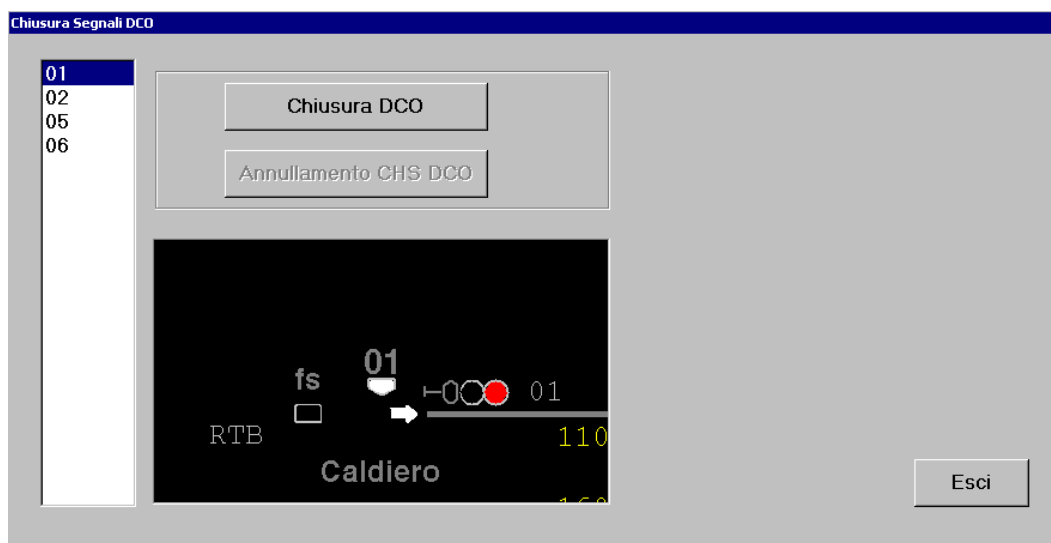 Chiusura Segnali DCO
01
02
05
06
Chiusura DCO
Annullamento CHS DCO
01
fs
01
RTB
110
Caldiero
Esci